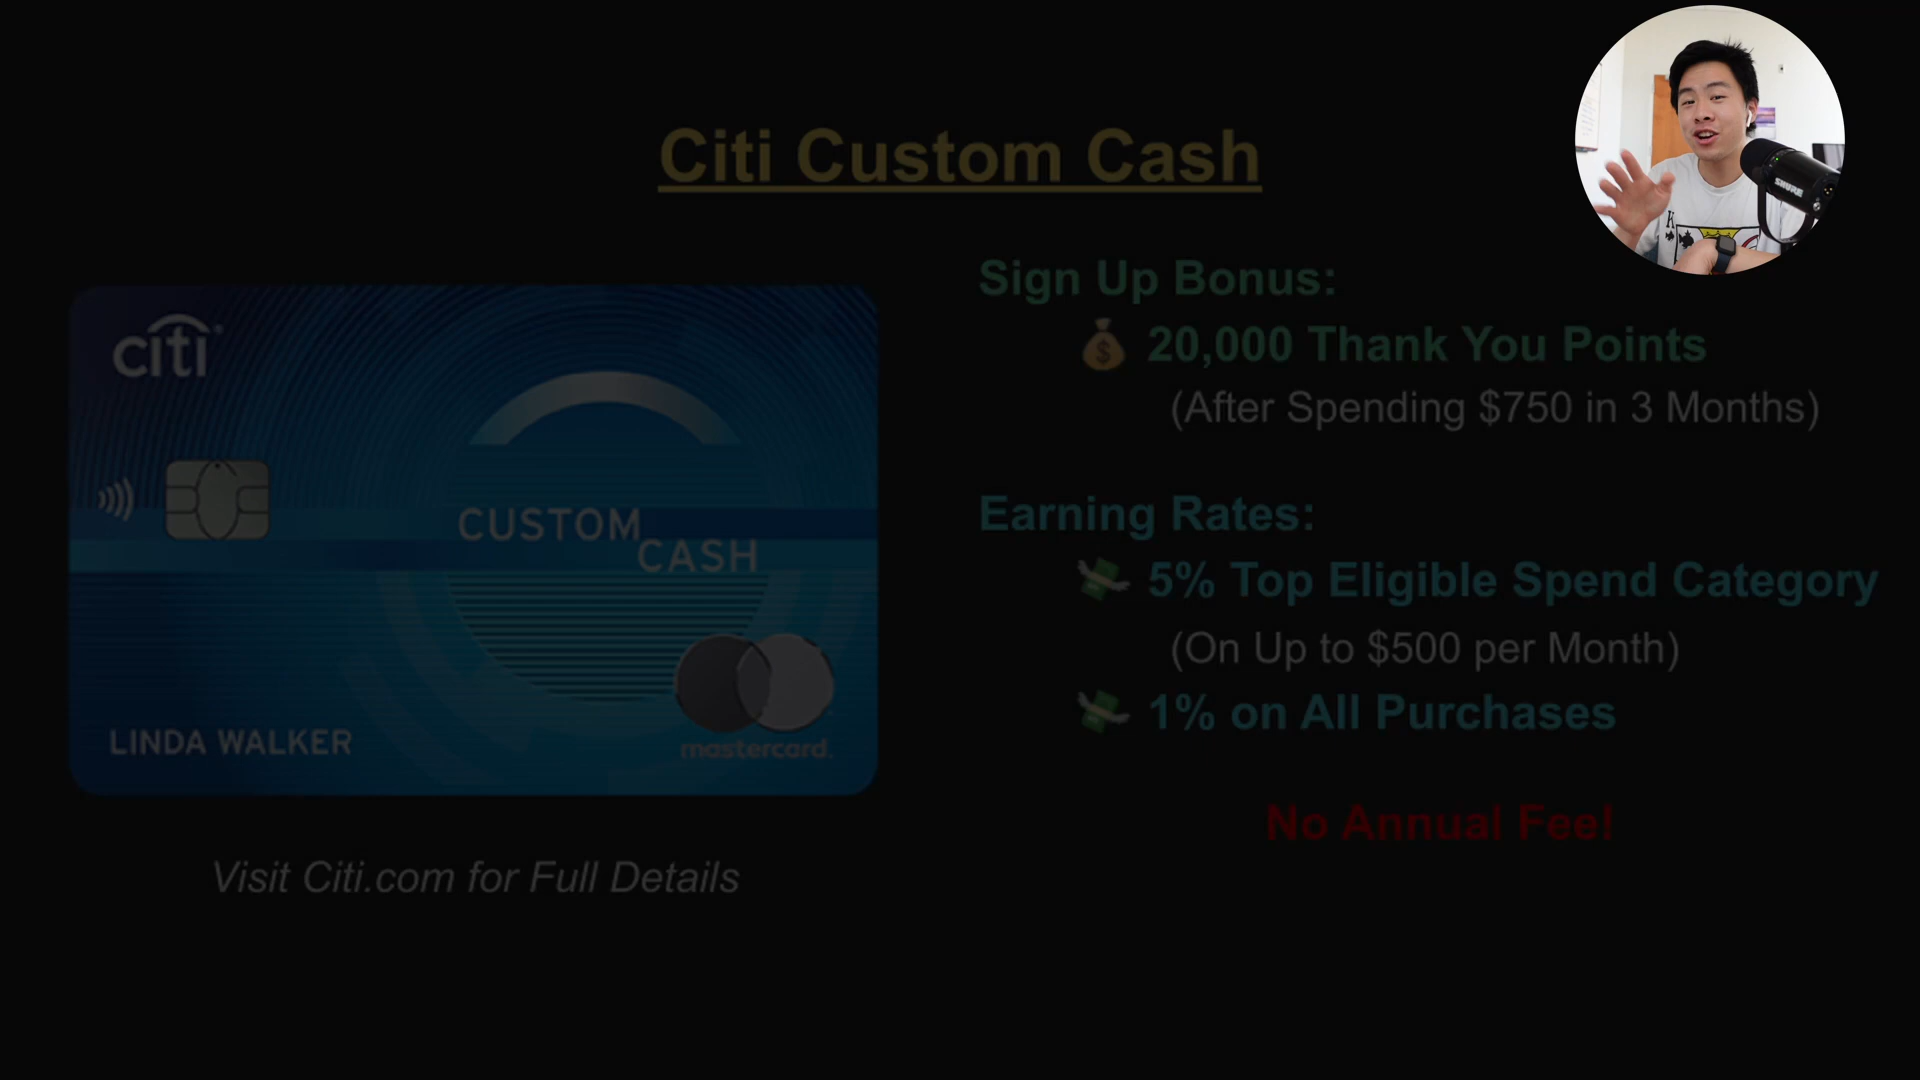 Citi Custom Cash
citi
CUSTOM
CASH
LINDA WALKER
mastercard.
Visit Citi.com for Full Details
Sign Up Bonus:
20,000 Thank You Points
(After Spending $750 in 3 Months)
Earning Rates:
5% Top Eligible Spend Category
(On Up to $500 per Month)
1% on All Purchases
No Annual Fee!
SHURE
K